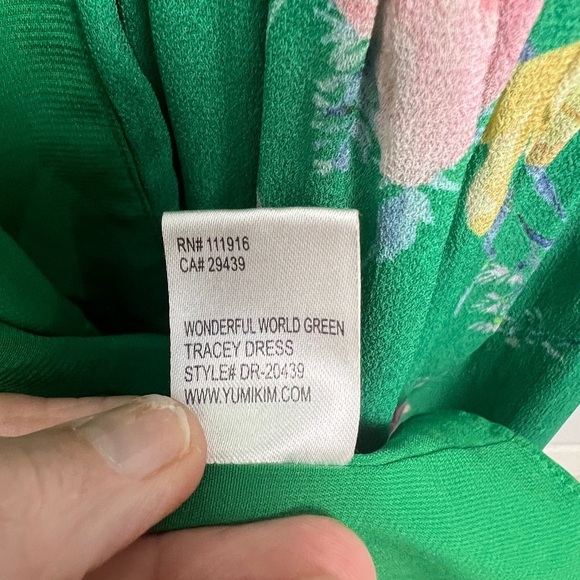 RN# 111916
CA# 29439
WONDERFUL WORLD GREEN
TRACEY DRESS
STYLE# DR-20439
WWW.YUMIKIM.COM